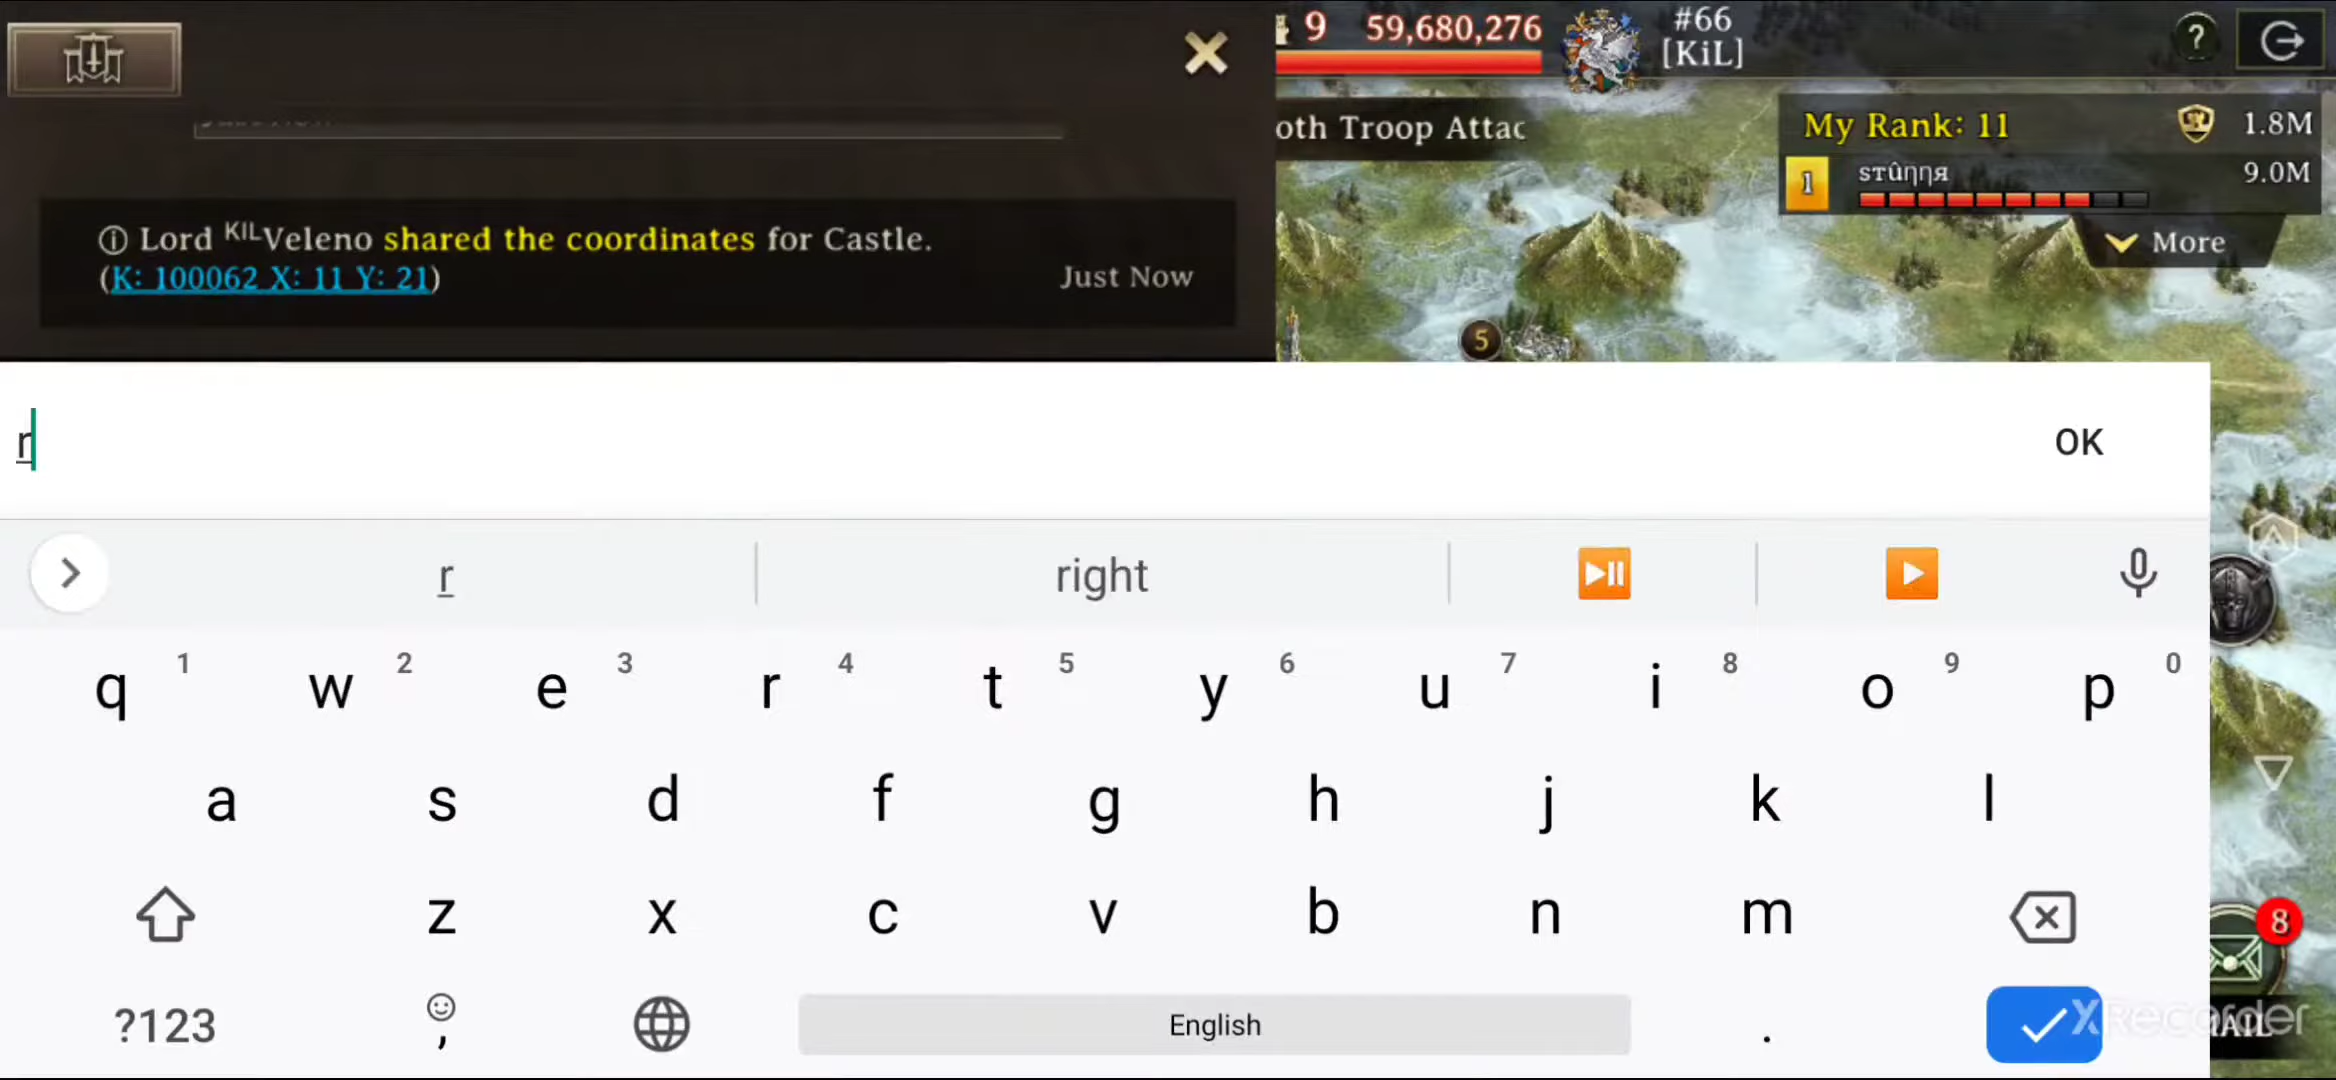 9 59,680,276
#66
[KiL]
?
oth Troop Attac
My Rank: 11 1.8M
1 sтûηηя 9.0M
More
ⓘ Lord ᴷᴵᴸVeleno shared the coordinates for Castle.
(K: 100062 X: 11 Y: 21) Just Now
5
r
OK
r right
q 1 w 2 e 3 r 4 t 5 y 6 u 7 i 8 o 9 p 0
a s d f g h j k l
z x c v b n m
8
?123 , English .
XRecorder